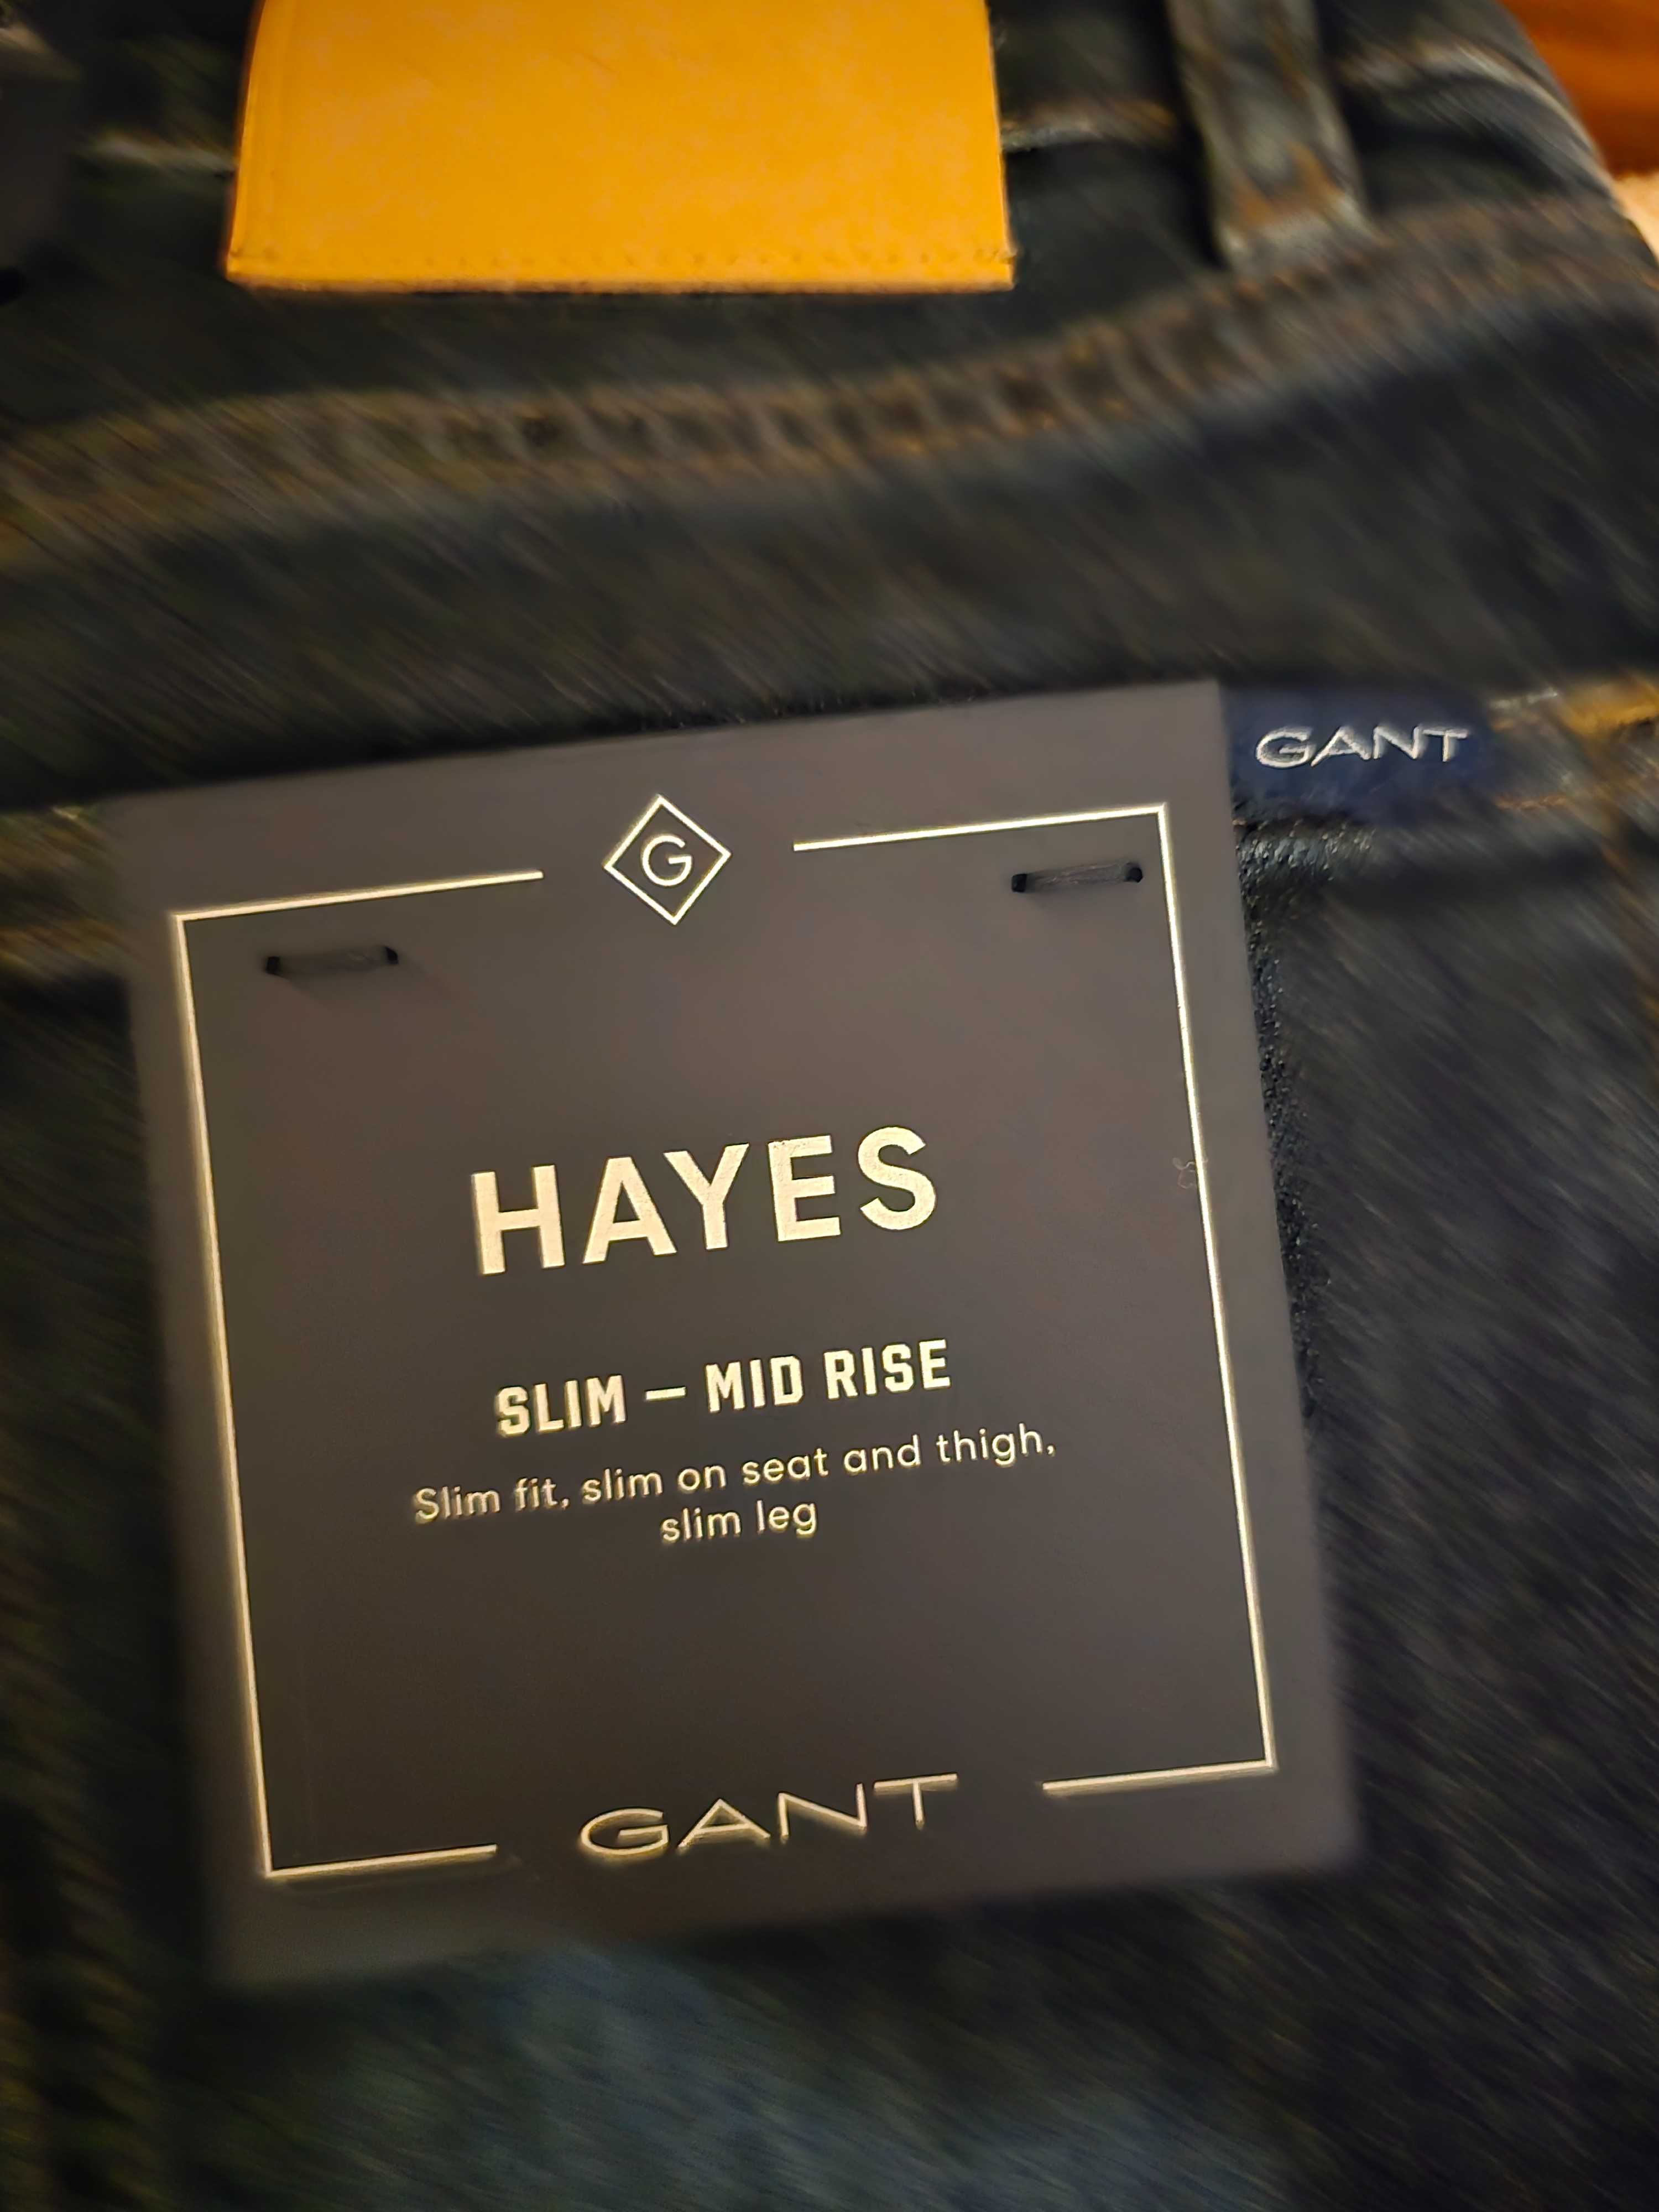 GANT
G
HAYES
SLIM – MID RISE
Slim fit, slim on seat and thigh,
slim leg
GANT